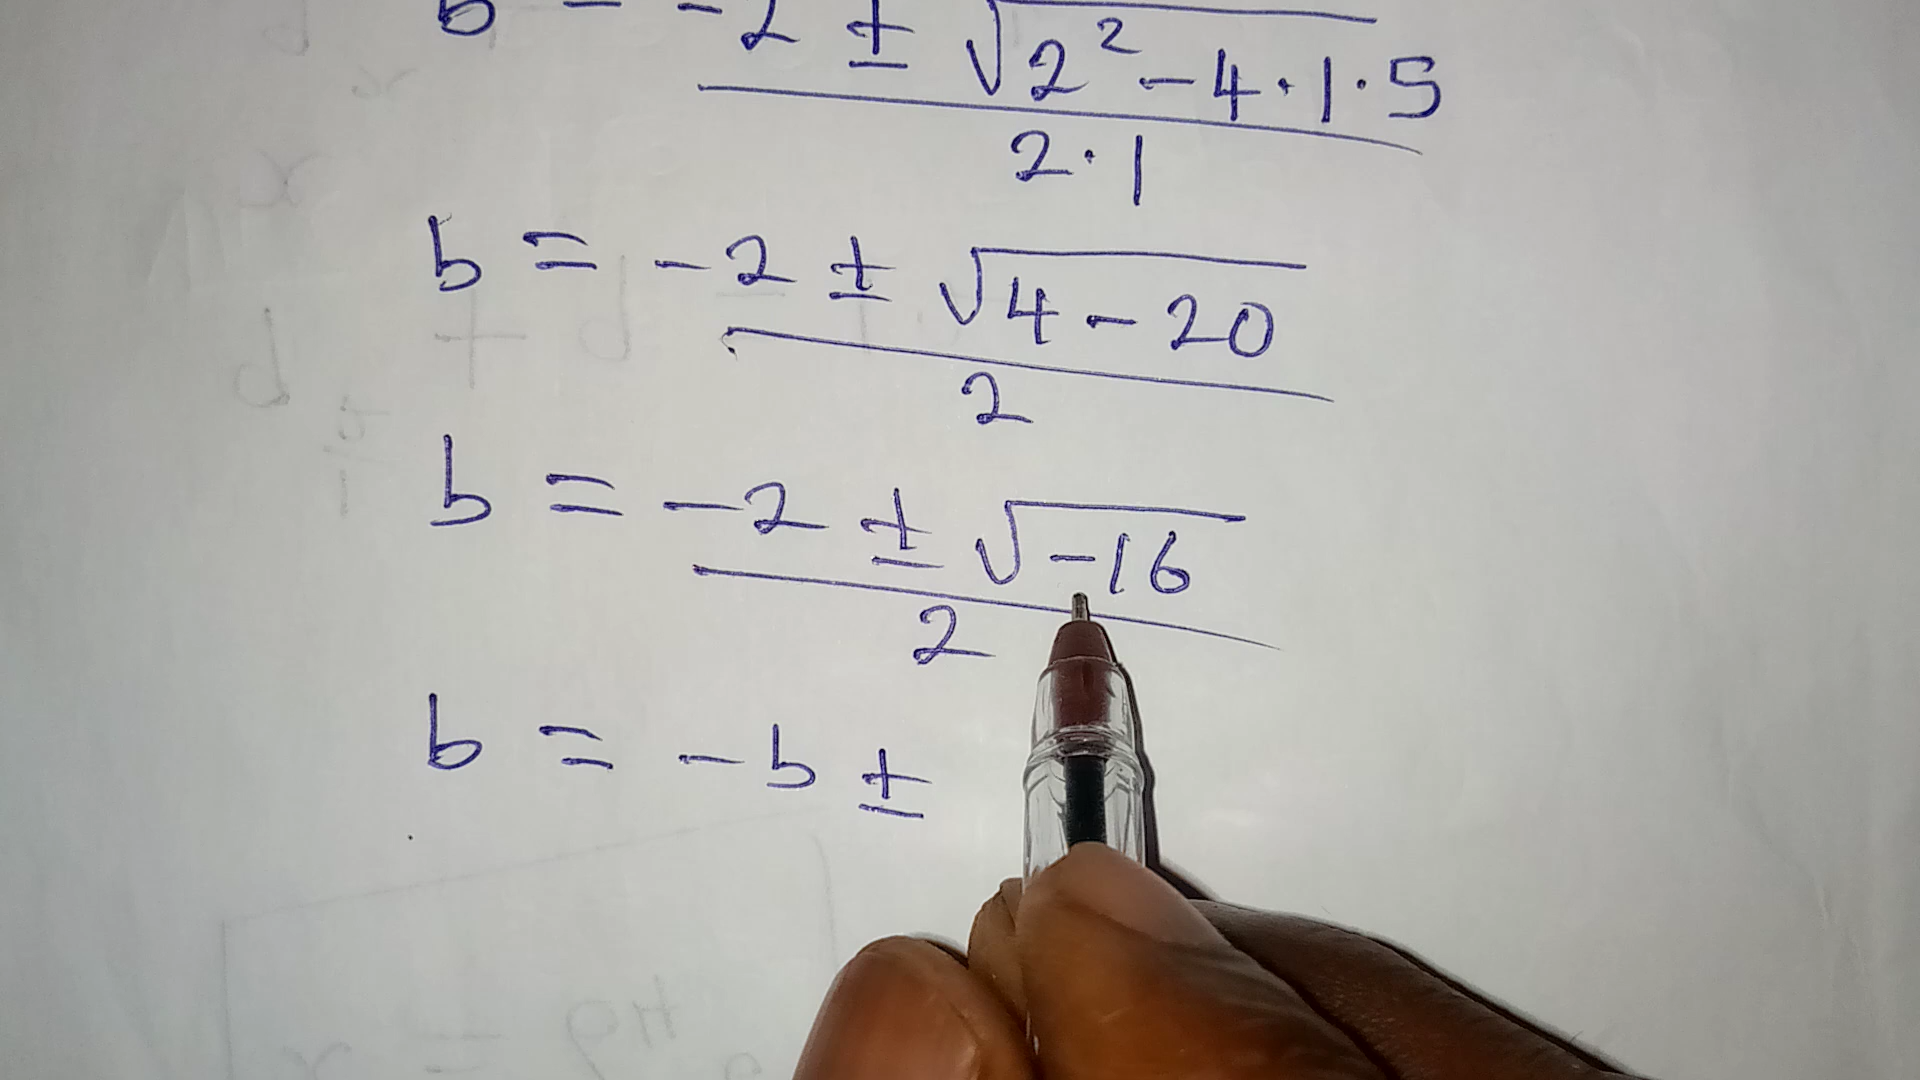 b = -2 ± √2² - 4·1·5
2·1
b = -2 ± √4 - 20
2
b = -2 ± √-16
2
b = -b ±